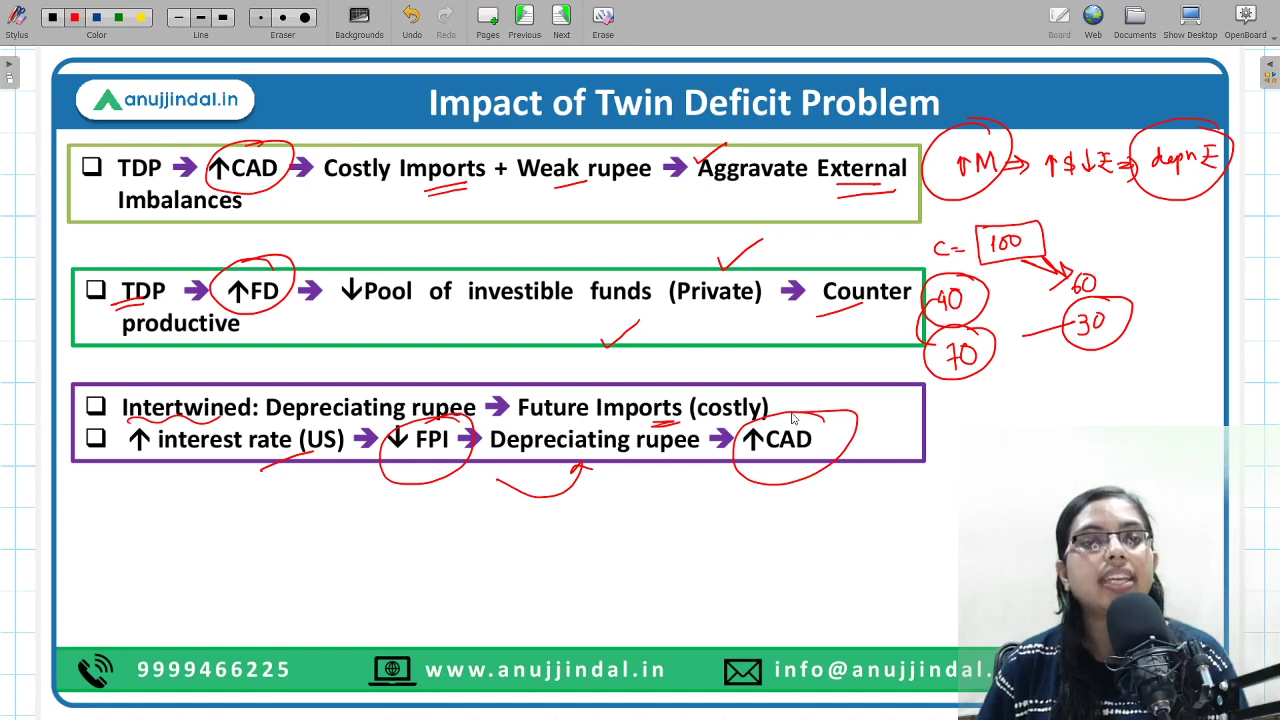 Stylus
Color
Line
Eraser
Backgrounds
Undo
Redo
Pages
Previous
Next
Erase
Board
Web
Documents
Show Desktop
OpenBoard
anujjindal.in
Impact of Twin Deficit Problem
❑ TDP ➔ ↑CAD ➔ Costly Imports + Weak rupee ➔ Aggravate External
Imbalances
↑M → ↑$ ↓₹ ⇒ depn ₹
❑ TDP ➔ ↑FD ➔ ↓Pool of investible funds (Private) ➔ Counter
productive
C = 100
60
40
30
70
❑ Intertwined: Depreciating rupee ➔ Future Imports (costly)
❑ ↑ interest rate (US) ➔ ↓ FPI ➔ Depreciating rupee ➔ ↑CAD
9999466225
www.anujjindal.in
info@anujjindal.